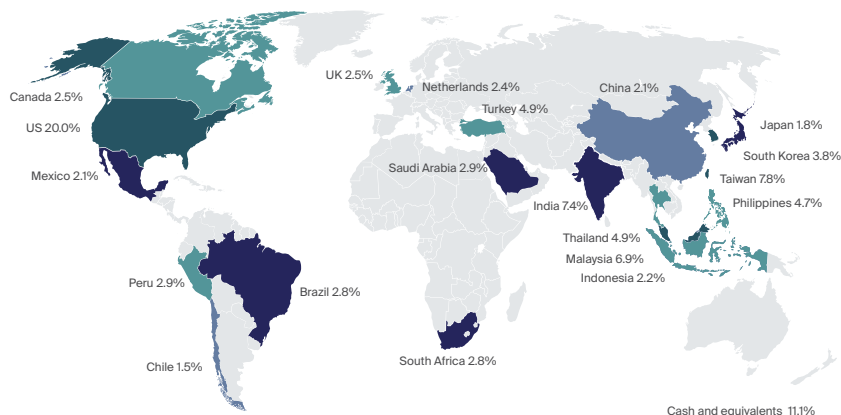 UK 2.5%
Netherlands 2.4%
China 2.1%
Canada 2.5%
Turkey 4.9%
US 20.0%
Japan 1.8%
South Korea 3.8%
Saudi Arabia 2.9%
Mexico 2.1%
Taiwan 7.8%
India 7.4%
Philippines 4.7%
Thailand 4.9%
Malaysia 6.9%
Indonesia 2.2%
Peru 2.9%
Brazil 2.8%
South Africa 2.8%
Chile 1.5%
Cash and equivalents 11.1%